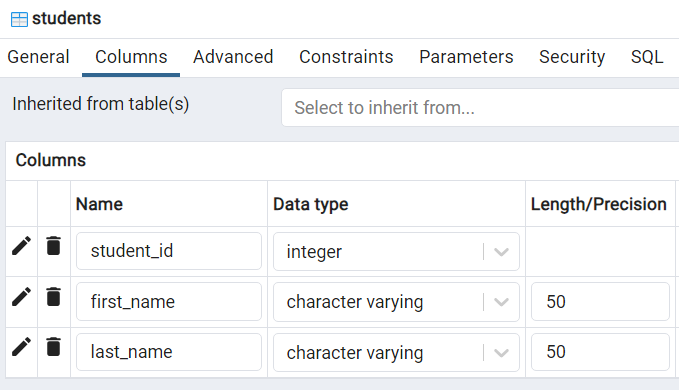 students
General Columns Advanced Constraints Parameters Security SQL
Inherited from table(s) Select to inherit from...
Columns
Name Data type Length/Precision
student_id integer
first_name character varying 50
last_name character varying 50